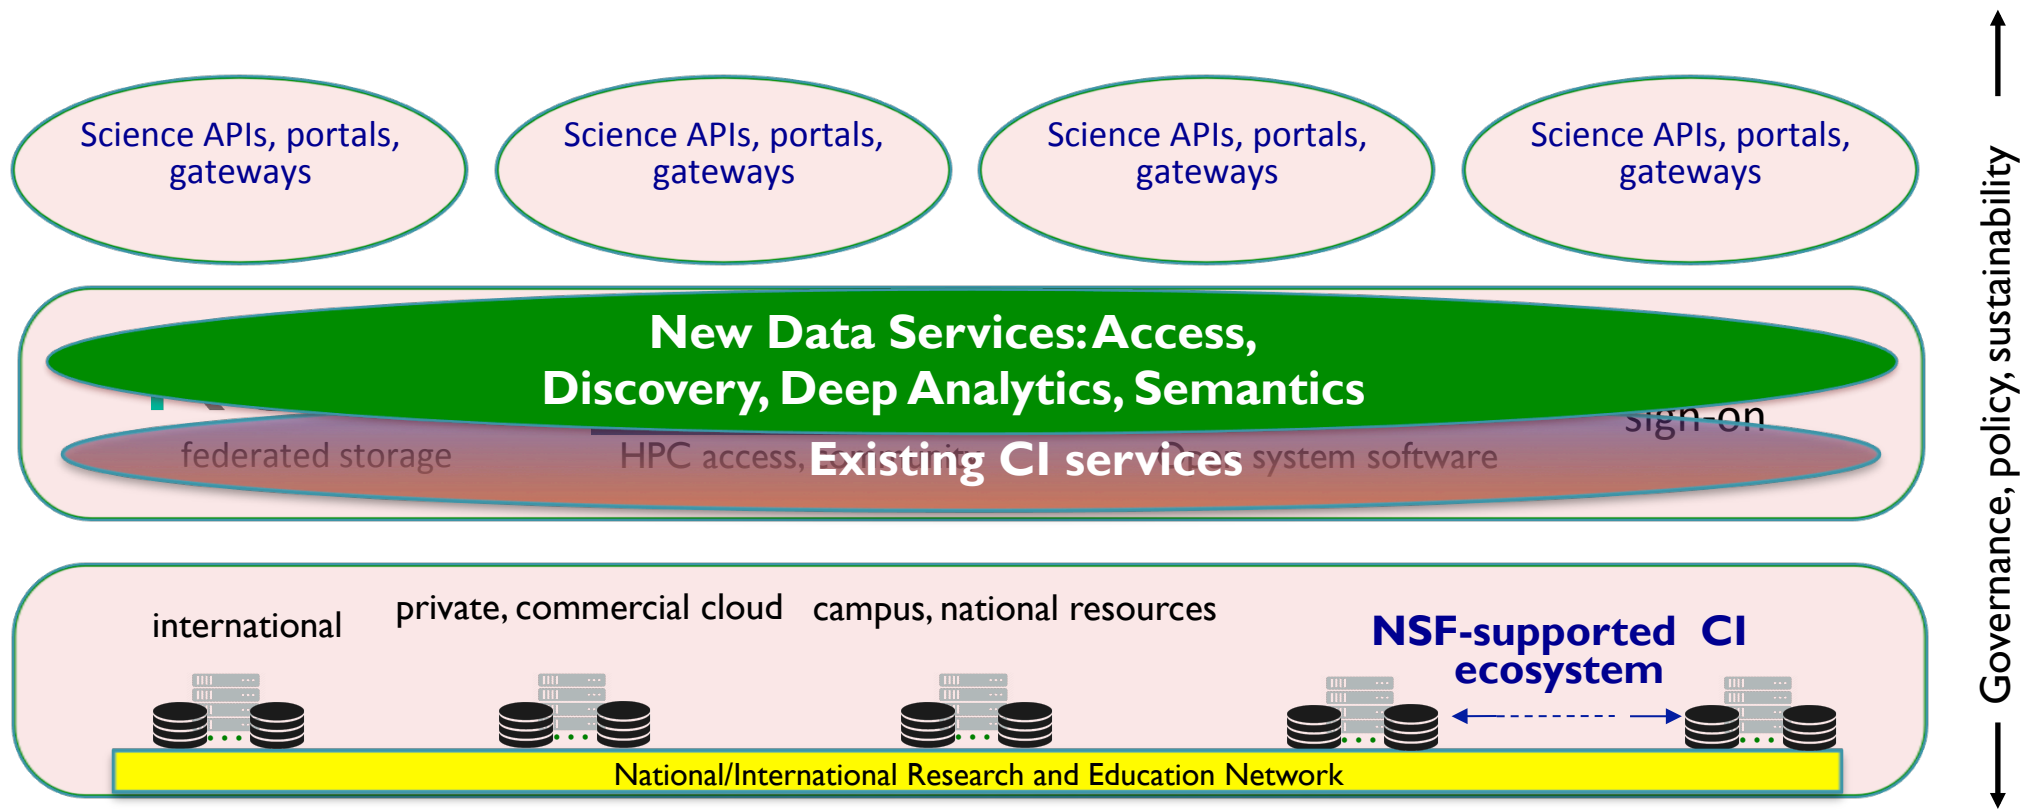 Science APIs, portals,
gateways
Science APIs, portals,
gateways
Science APIs, portals,
gateways
Science APIs, portals,
gateways
New Data Services: Access,
Discovery, Deep Analytics, Semantics
sign-on
federated storage
HPC access,
Existing CI services
Open system software
international
private, commercial cloud
campus, national resources
NSF-supported CI
ecosystem
National/International Research and Education Network
Governance, policy, sustainability